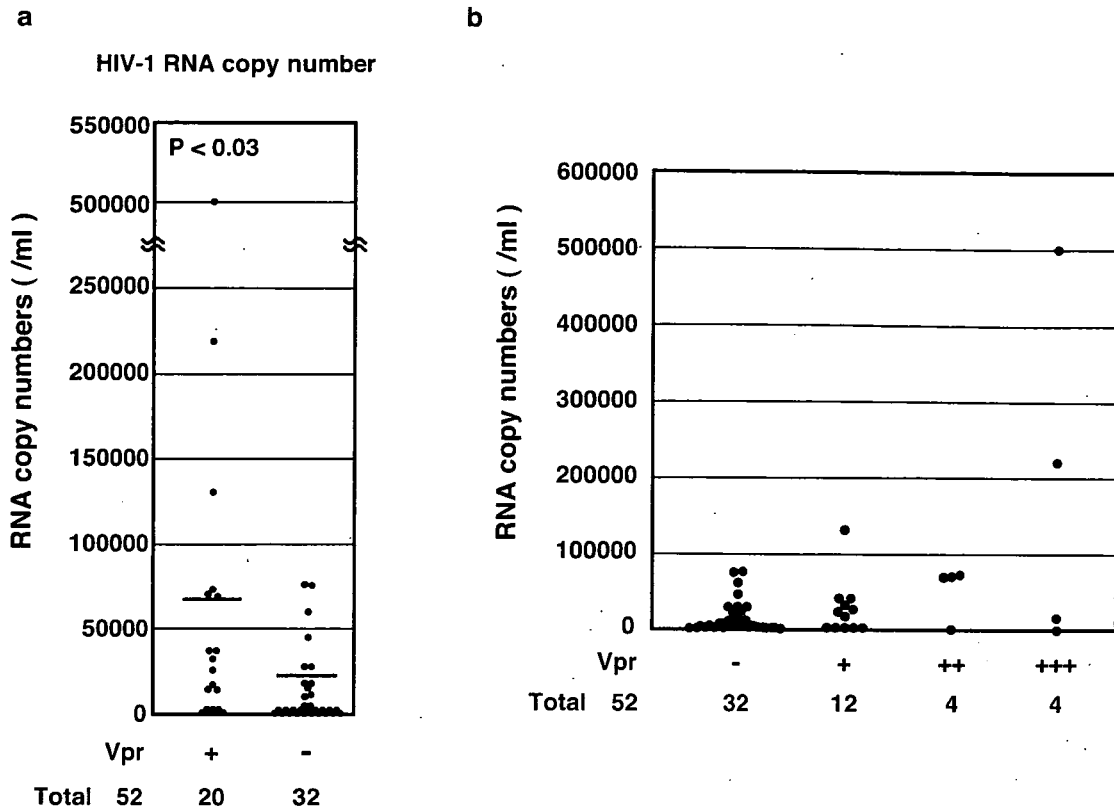 a
HIV-1 RNA copy number
RNA copy numbers ( /ml )
550000
500000
250000
200000
150000
100000
50000
0
P < 0.03
Vpr + -
Total 52 20 32
b
RNA copy numbers ( /ml )
600000
500000
400000
300000
200000
100000
0
Vpr - + ++ +++
Total 52 32 12 4 4